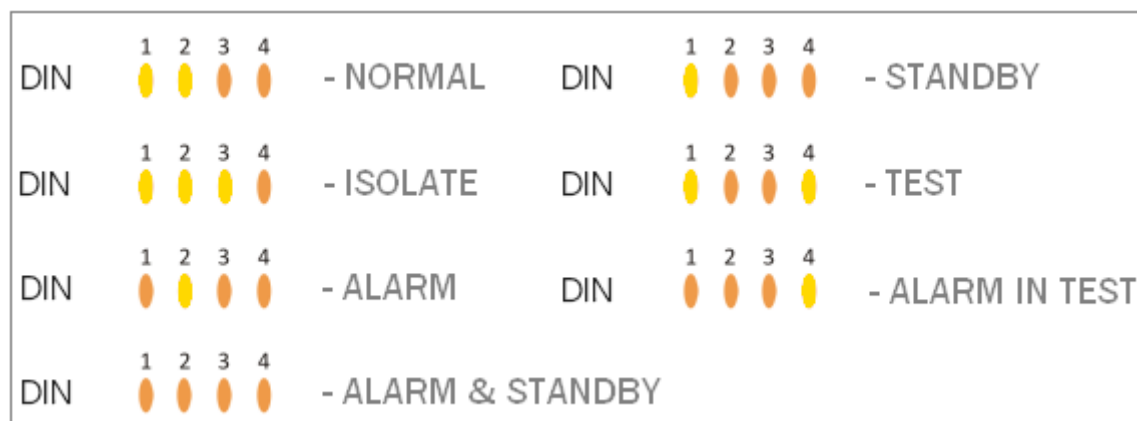 1 2 3 4
DIN - NORMAL
1 2 3 4
DIN - STANDBY
1 2 3 4
DIN - ISOLATE
1 2 3 4
DIN - TEST
1 2 3 4
DIN - ALARM
1 2 3 4
DIN - ALARM IN TEST
1 2 3 4
DIN - ALARM & STANDBY